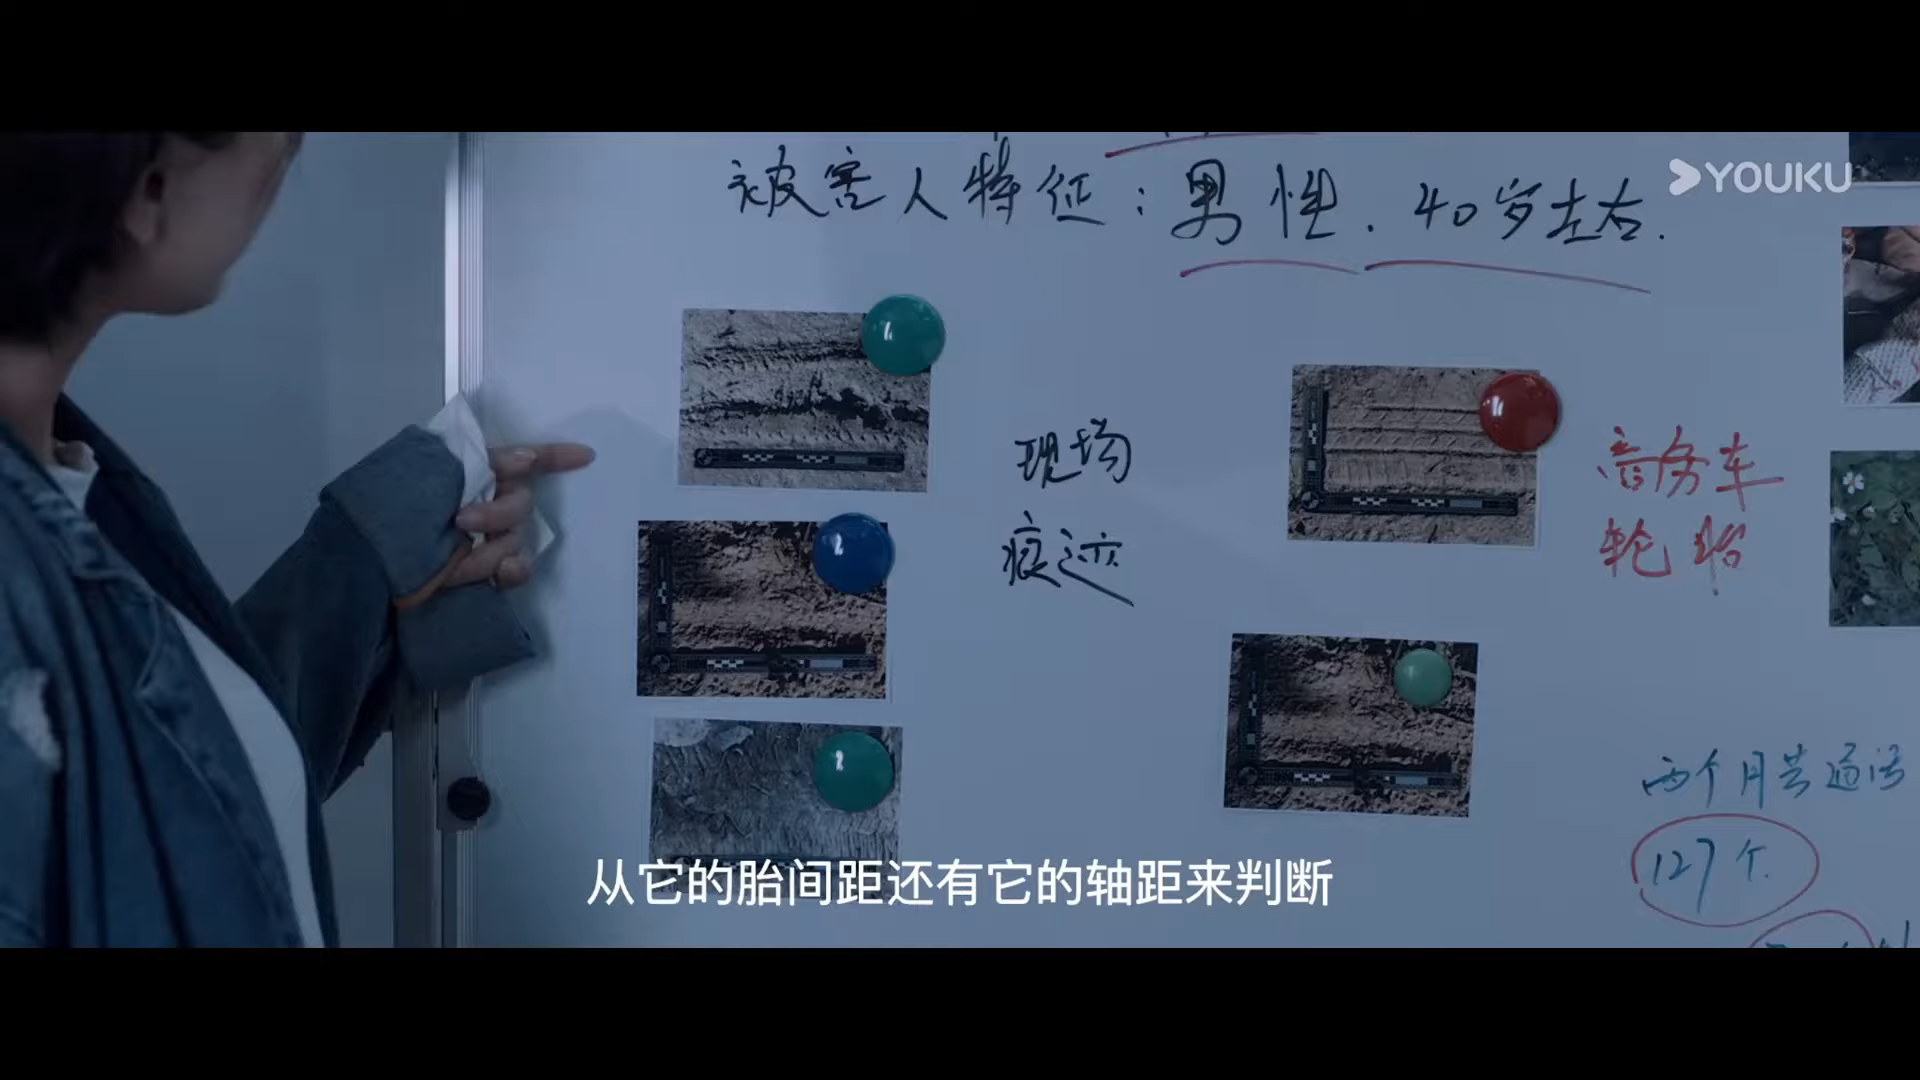 被害人特征：男性．40岁左右．
YOUKU
现场
痕迹
商务车
轮胎
两个月共通话
127个
从它的胎间距还有它的轴距来判断